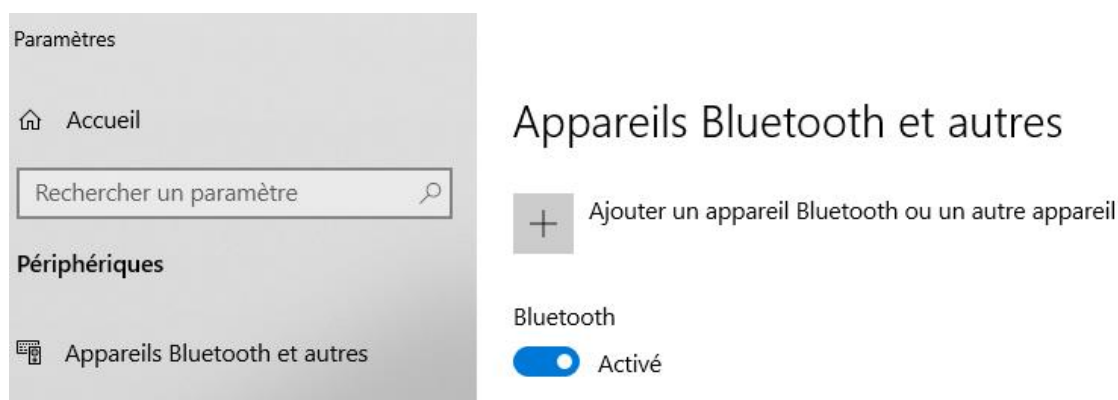 Paramètres
Accueil
Rechercher un paramètre
Périphériques
Appareils Bluetooth et autres
Appareils Bluetooth et autres
Ajouter un appareil Bluetooth ou un autre appareil
Bluetooth
Activé